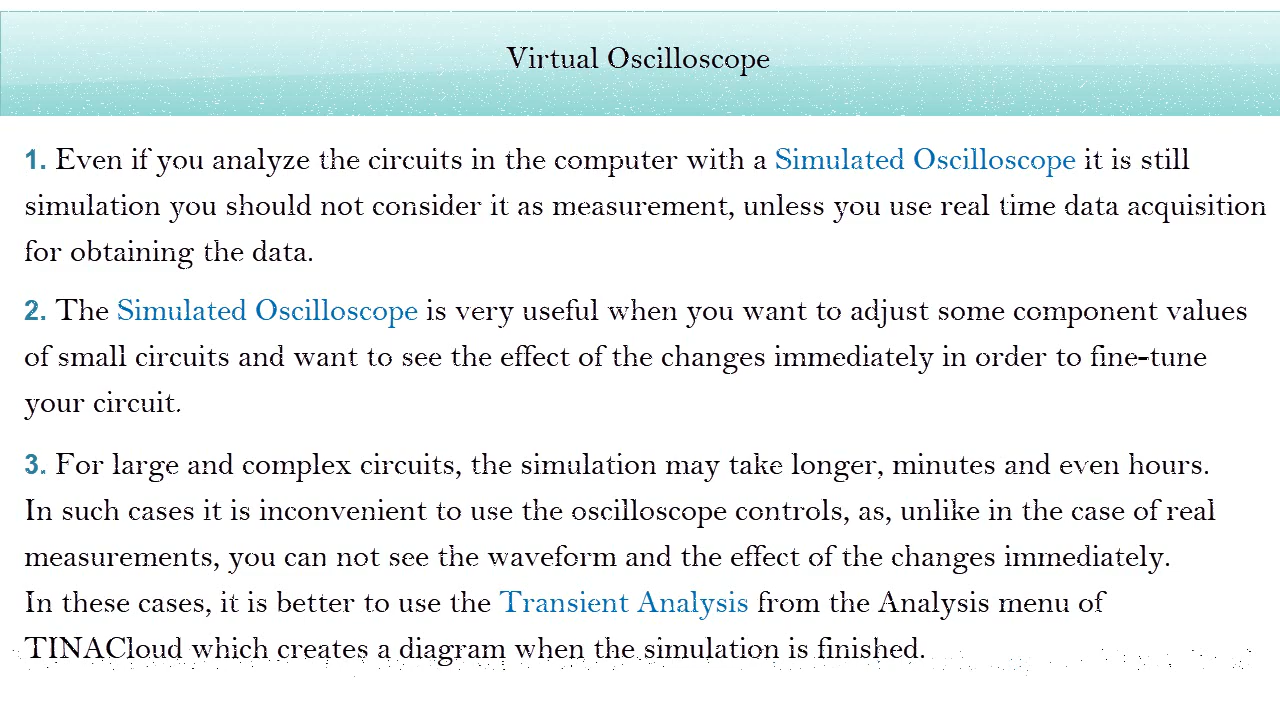 Virtual Oscilloscope
1. Even if you analyze the circuits in the computer with a Simulated Oscilloscope it is still
simulation you should not consider it as measurement, unless you use real time data acquisition
for obtaining the data.
2. The Simulated Oscilloscope is very useful when you want to adjust some component values
of small circuits and want to see the effect of the changes immediately in order to fine-tune
your circuit.
3. For large and complex circuits, the simulation may take longer, minutes and even hours.
In such cases it is inconvenient to use the oscilloscope controls, as, unlike in the case of real
measurements, you can not see the waveform and the effect of the changes immediately.
In these cases, it is better to use the Transient Analysis from the Analysis menu of
TINACloud which creates a diagram when the simulation is finished.